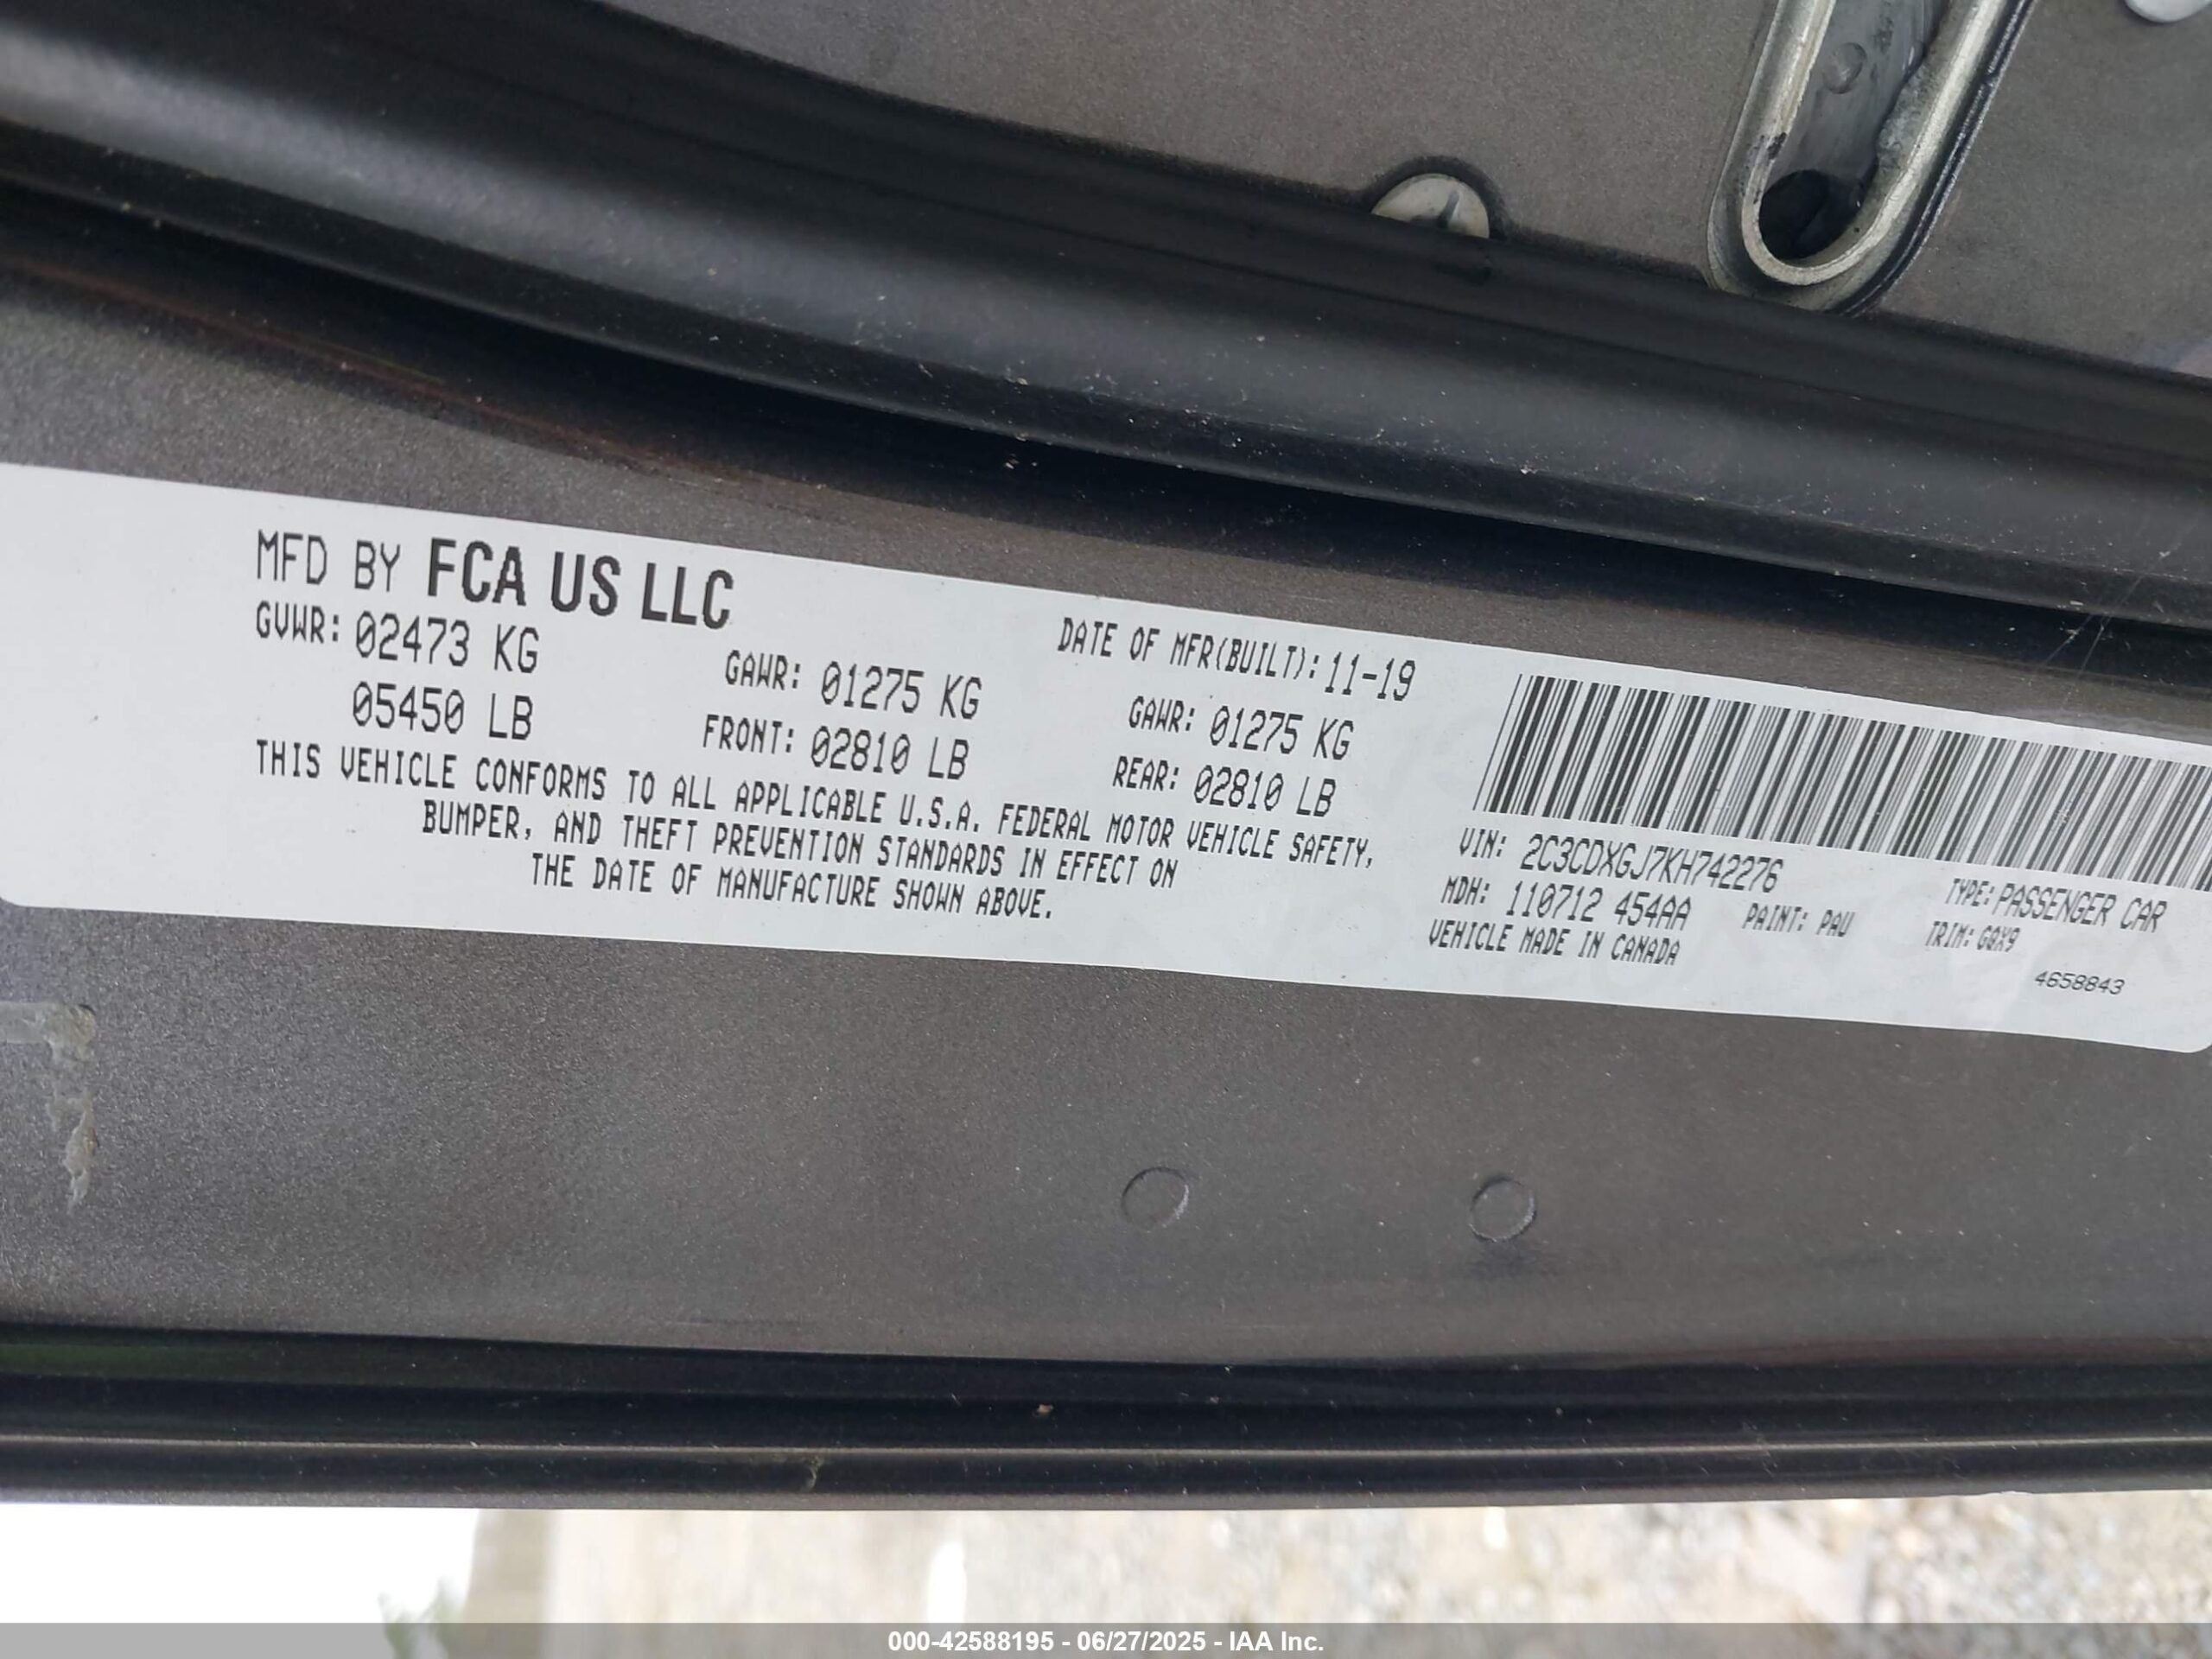 MFD BY FCA US LLC
DATE OF MFR(BUILT): 11-19
GVWR: 02473 KG
05450 LB
GAWR: 01275 KG
FRONT: 02810 LB
GAWR: 01275 KG
REAR: 02810 LB
THIS VEHICLE CONFORMS TO ALL APPLICABLE U.S.A. FEDERAL MOTOR VEHICLE SAFETY,
BUMPER, AND THEFT PREVENTION STANDARDS IN EFFECT ON
THE DATE OF MANUFACTURE SHOWN ABOVE.
VIN: 2C3CDXGJ7KH742276
TYPE: PASSENGER CAR
MDH: 110712 454AA PAINT: PAU TRIM: GQX9
VEHICLE MADE IN CANADA
4658843
000-42588195 - 06/27/2025 - IAA Inc.